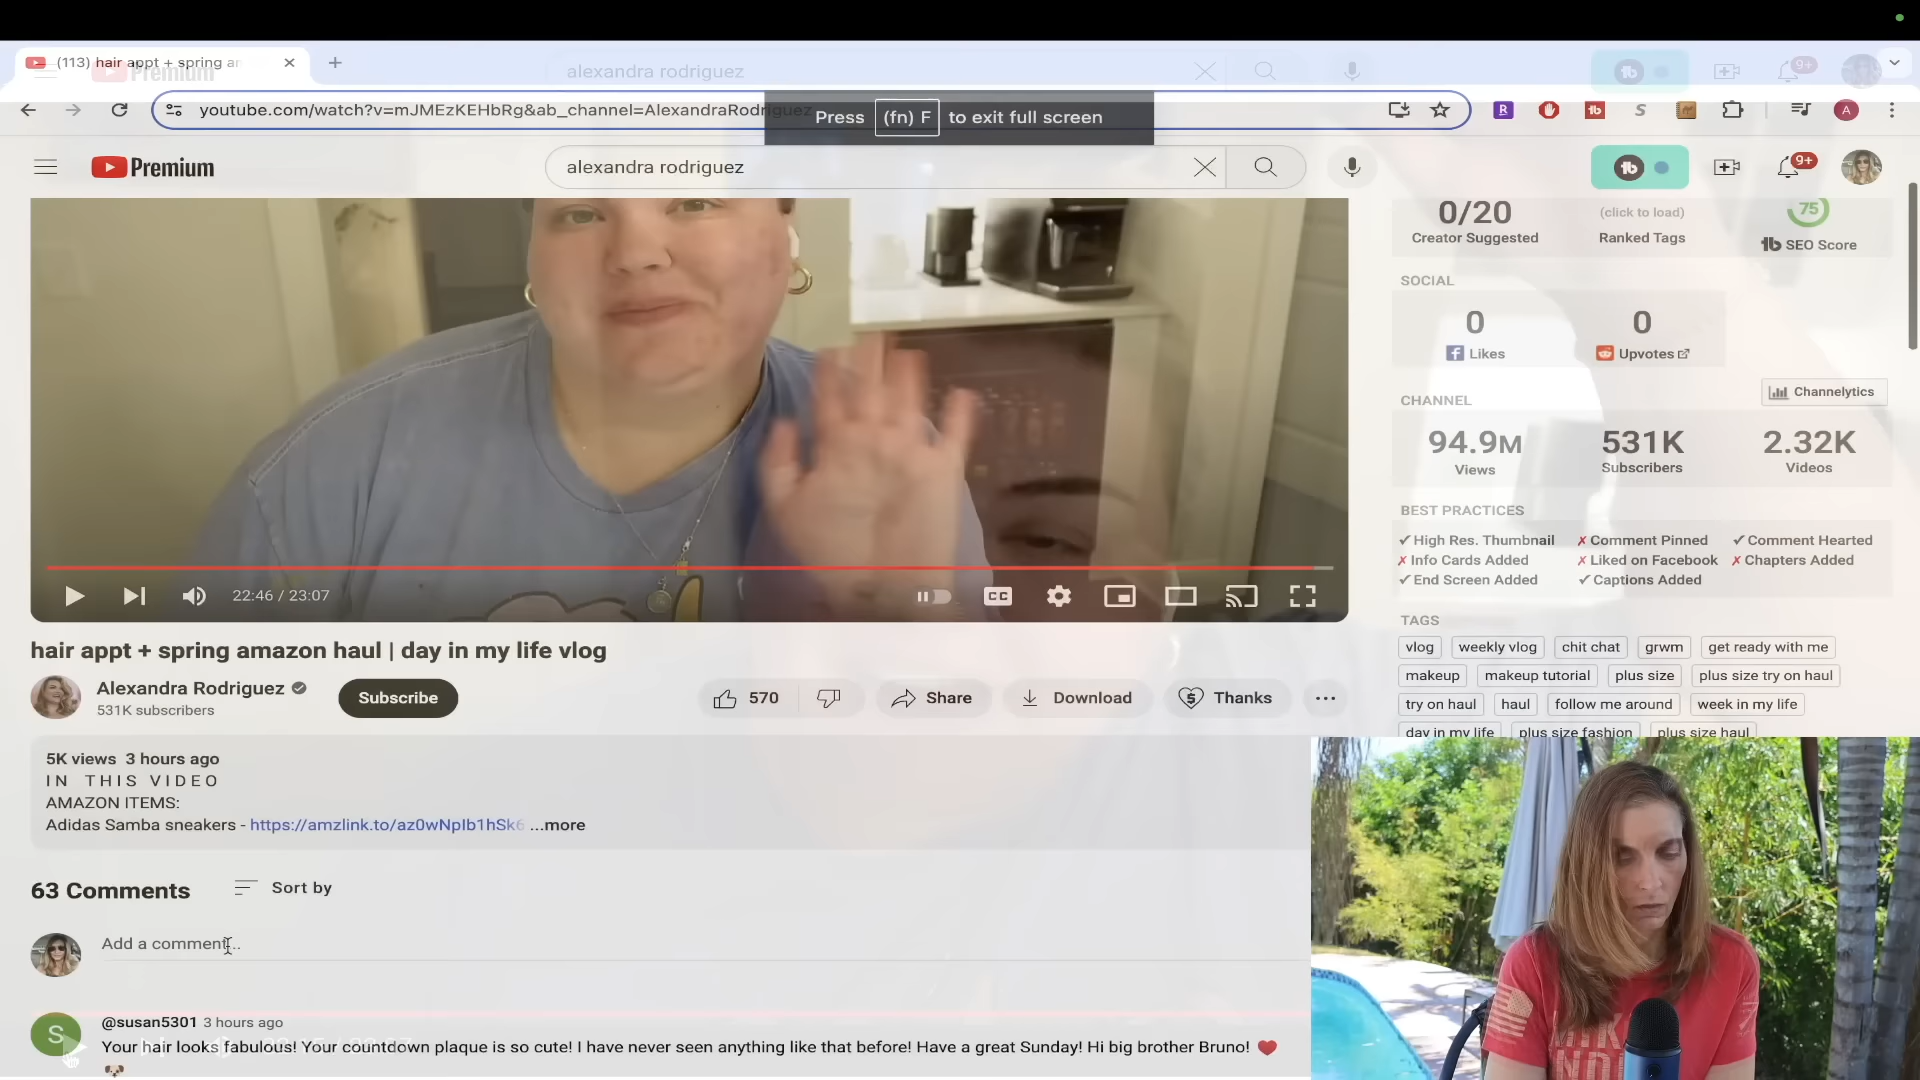 (113) hair appt + spring a
Premium
alexandra rodriguez
9+
youtube.com/watch?v=mJMEzKEHbRg&ab_channel=AlexandraRodriguez
Press (fn) F to exit full screen
Premium
alexandra rodriguez
9+
0/20
Creator Suggested
(click to load)
Ranked Tags
75
SEO Score
SOCIAL
0
Likes
0
Upvotes
CHANNEL
Channelytics
94.9M
Views
531K
Subscribers
2.32K
Videos
BEST PRACTICES
✓ High Res. Thumbnail ✗ Comment Pinned ✓ Comment Hearted
✗ Info Cards Added ✗ Liked on Facebook ✗ Chapters Added
✓ End Screen Added ✓ Captions Added
TAGS
vlog weekly vlog chit chat grwm get ready with me
makeup makeup tutorial plus size plus size try on haul
try on haul haul follow me around week in my life
day in my life plus size fashion plus size haul
22:46 / 23:07
CC
hair appt + spring amazon haul | day in my life vlog
Alexandra Rodriguez
531K subscribers
Subscribe
570
Share
Download
Thanks
5K views 3 hours ago
I N T H I S V I D E O
AMAZON ITEMS:
Adidas Samba sneakers - https://amzlink.to/az0wNpIb1hSk6 ...more
63 Comments
Sort by
Add a comment...
S
@susan5301 3 hours ago
Your hair looks fabulous! Your countdown plaque is so cute! I have never seen anything like that before! Have a great Sunday! Hi big brother Bruno! ❤️
🐶